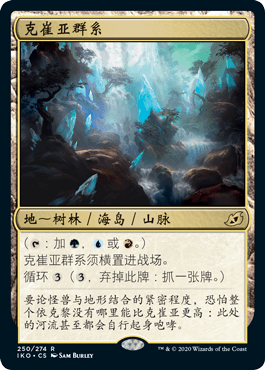 克崔亚群系
地～树林 / 海岛 / 山脉
（：加，或。）
克崔亚群系须横置进战场。
循环3（3，弃掉此牌：抓一张牌。）
要论怪兽与地形结合的紧密程度，恐怕整
个依克黎没有哪里能比克崔亚更高；此处
的河流甚至都会自行起身咆哮。
250/274 R
IKO • CS SAM BURLEY
™ & © 2020 Wizards of the Coast